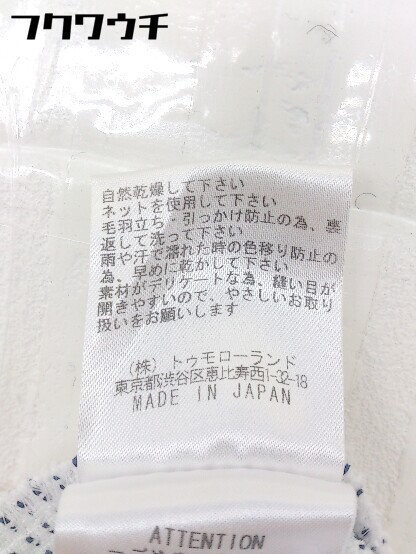 フクワウチ
自然乾燥して下さい
ネットを使用して下さい
毛羽立ち、引っかけ防止の為、裏
返して洗って下さい
雨や汗で濡れた時の色移り防止の
為、早めに乾かして下さい
素材がデリケートな為、縫い目が
開きやすいので、やさしいお取り
扱いをお願いします
(株) トゥモローランド
東京都渋谷区恵比寿西1-32-18
MADE IN JAPAN
ATTENTION